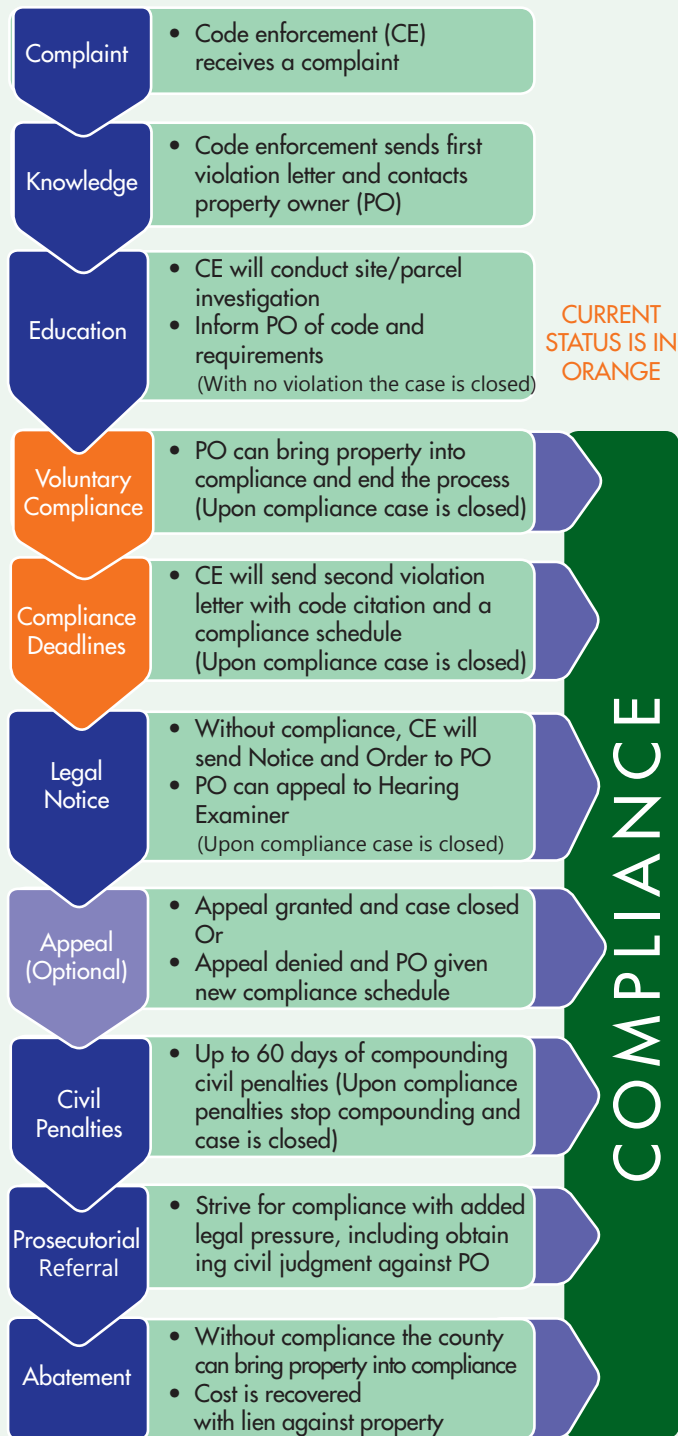 Complaint
• Code enforcement (CE)
receives a complaint
Knowledge
• Code enforcement sends first
violation letter and contacts
property owner (PO)
Education
• CE will conduct site/parcel
investigation
• Inform PO of code and
requirements
(With no violation the case is closed)
CURRENT
STATUS IS IN
ORANGE
Voluntary
Compliance
• PO can bring property into
compliance and end the process
(Upon compliance case is closed)
Compliance
Deadlines
• CE will send second violation
letter with code citation and a
compliance schedule
(Upon compliance case is closed)
Legal
Notice
• Without compliance, CE will
send Notice and Order to PO
• PO can appeal to Hearing
Examiner
(Upon compliance case is closed)
Appeal
(Optional)
• Appeal granted and case closed
Or
• Appeal denied and PO given
new compliance schedule
Civil
Penalties
• Up to 60 days of compounding
civil penalties (Upon compliance
penalties stop compounding and
case is closed)
Prosecutorial
Referral
• Strive for compliance with added
legal pressure, including obtain
ing civil judgment against PO
Abatement
• Without compliance the county
can bring property into compliance
• Cost is recovered
with lien against property
COMPLIANCE